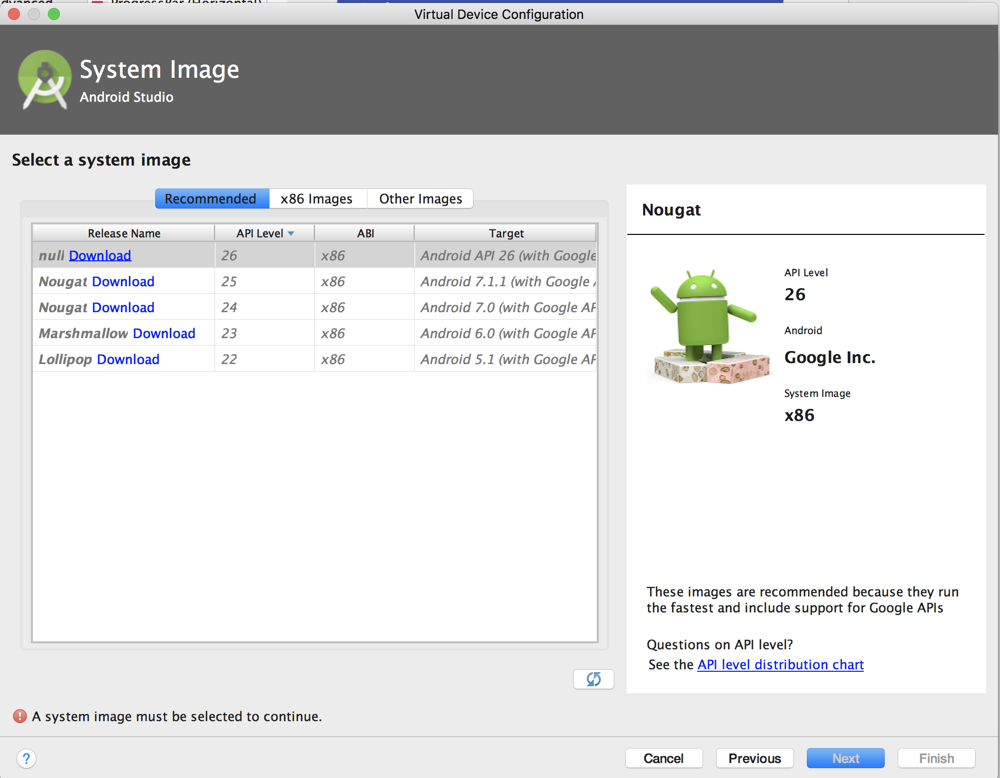 ProgressBar (Horizontal)
Virtual Device Configuration
System Image
Android Studio
Select a system image
Recommended x86 Images Other Images
Release Name API Level ABI Target
null Download 26 x86 Android API 26 (with Google
Nougat Download 25 x86 Android 7.1.1 (with Google
Nougat Download 24 x86 Android 7.0 (with Google AP
Marshmallow Download 23 x86 Android 6.0 (with Google AP
Lollipop Download 22 x86 Android 5.1 (with Google AP
Nougat
API Level
26
Android
Google Inc.
System Image
x86
These images are recommended because they run
the fastest and include support for Google APIs
Questions on API level?
See the API level distribution chart
A system image must be selected to continue.
? Cancel Previous Next Finish